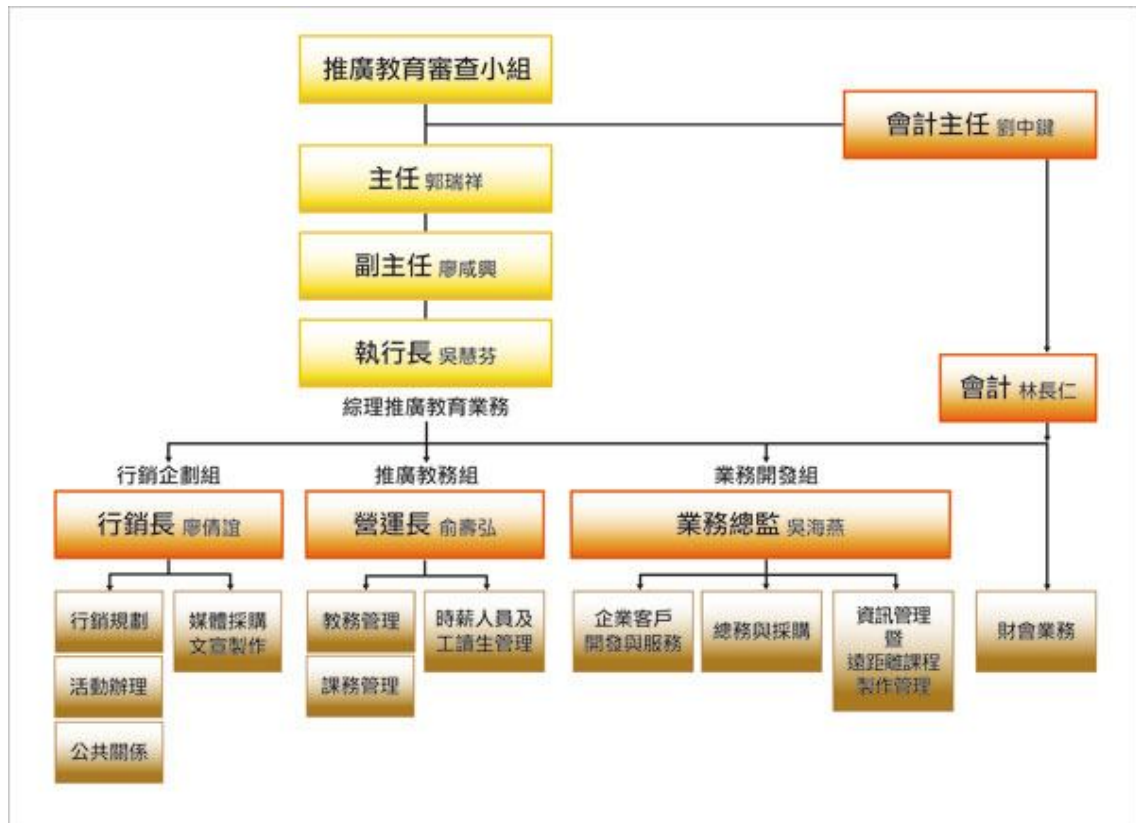 推廣教育審查小組
會計主任 劉中鍵
主任 郭瑞祥
副主任 廖咸興
執行長 吳慧芬
會計 林長仁
綜理推廣教育業務
行銷企劃組
推廣教務組
業務開發組
行銷長 廖倩誼
營運長 俞壽弘
業務總監 吳海燕
行銷規劃
媒體採購
文宣製作
教務管理
時薪人員及
工讀生管理
企業客戶
開發與服務
總務與採購
資訊管理
暨
遠距離課程
製作管理
財會業務
活動辦理
課務管理
公共關係